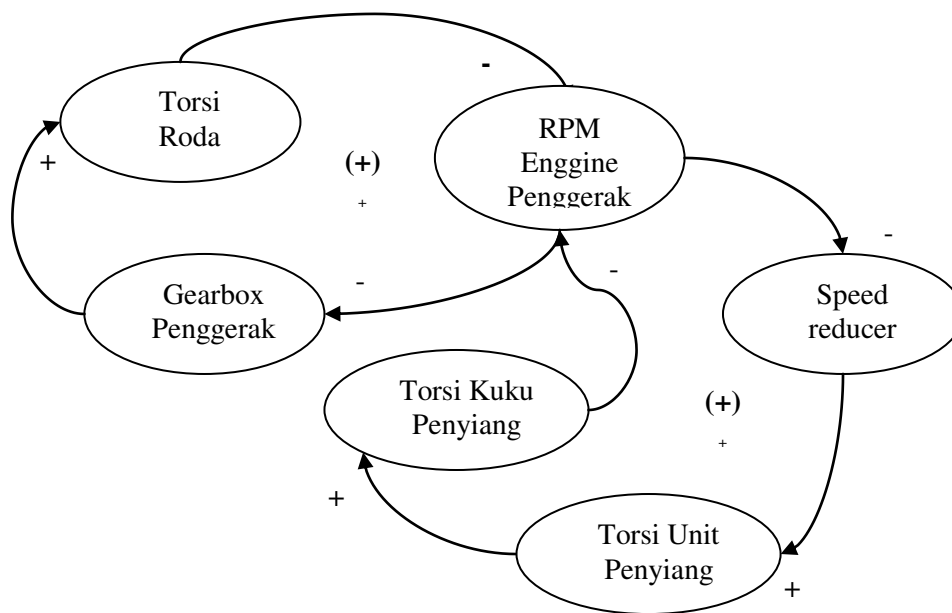 -
Torsi
Roda
+
(+)
+
RPM
Enggine
Penggerak
-
Gearbox
Penggerak
-
-
Speed
reducer
Torsi Kuku
Penyiang
(+)
+
+
Torsi Unit
Penyiang
+